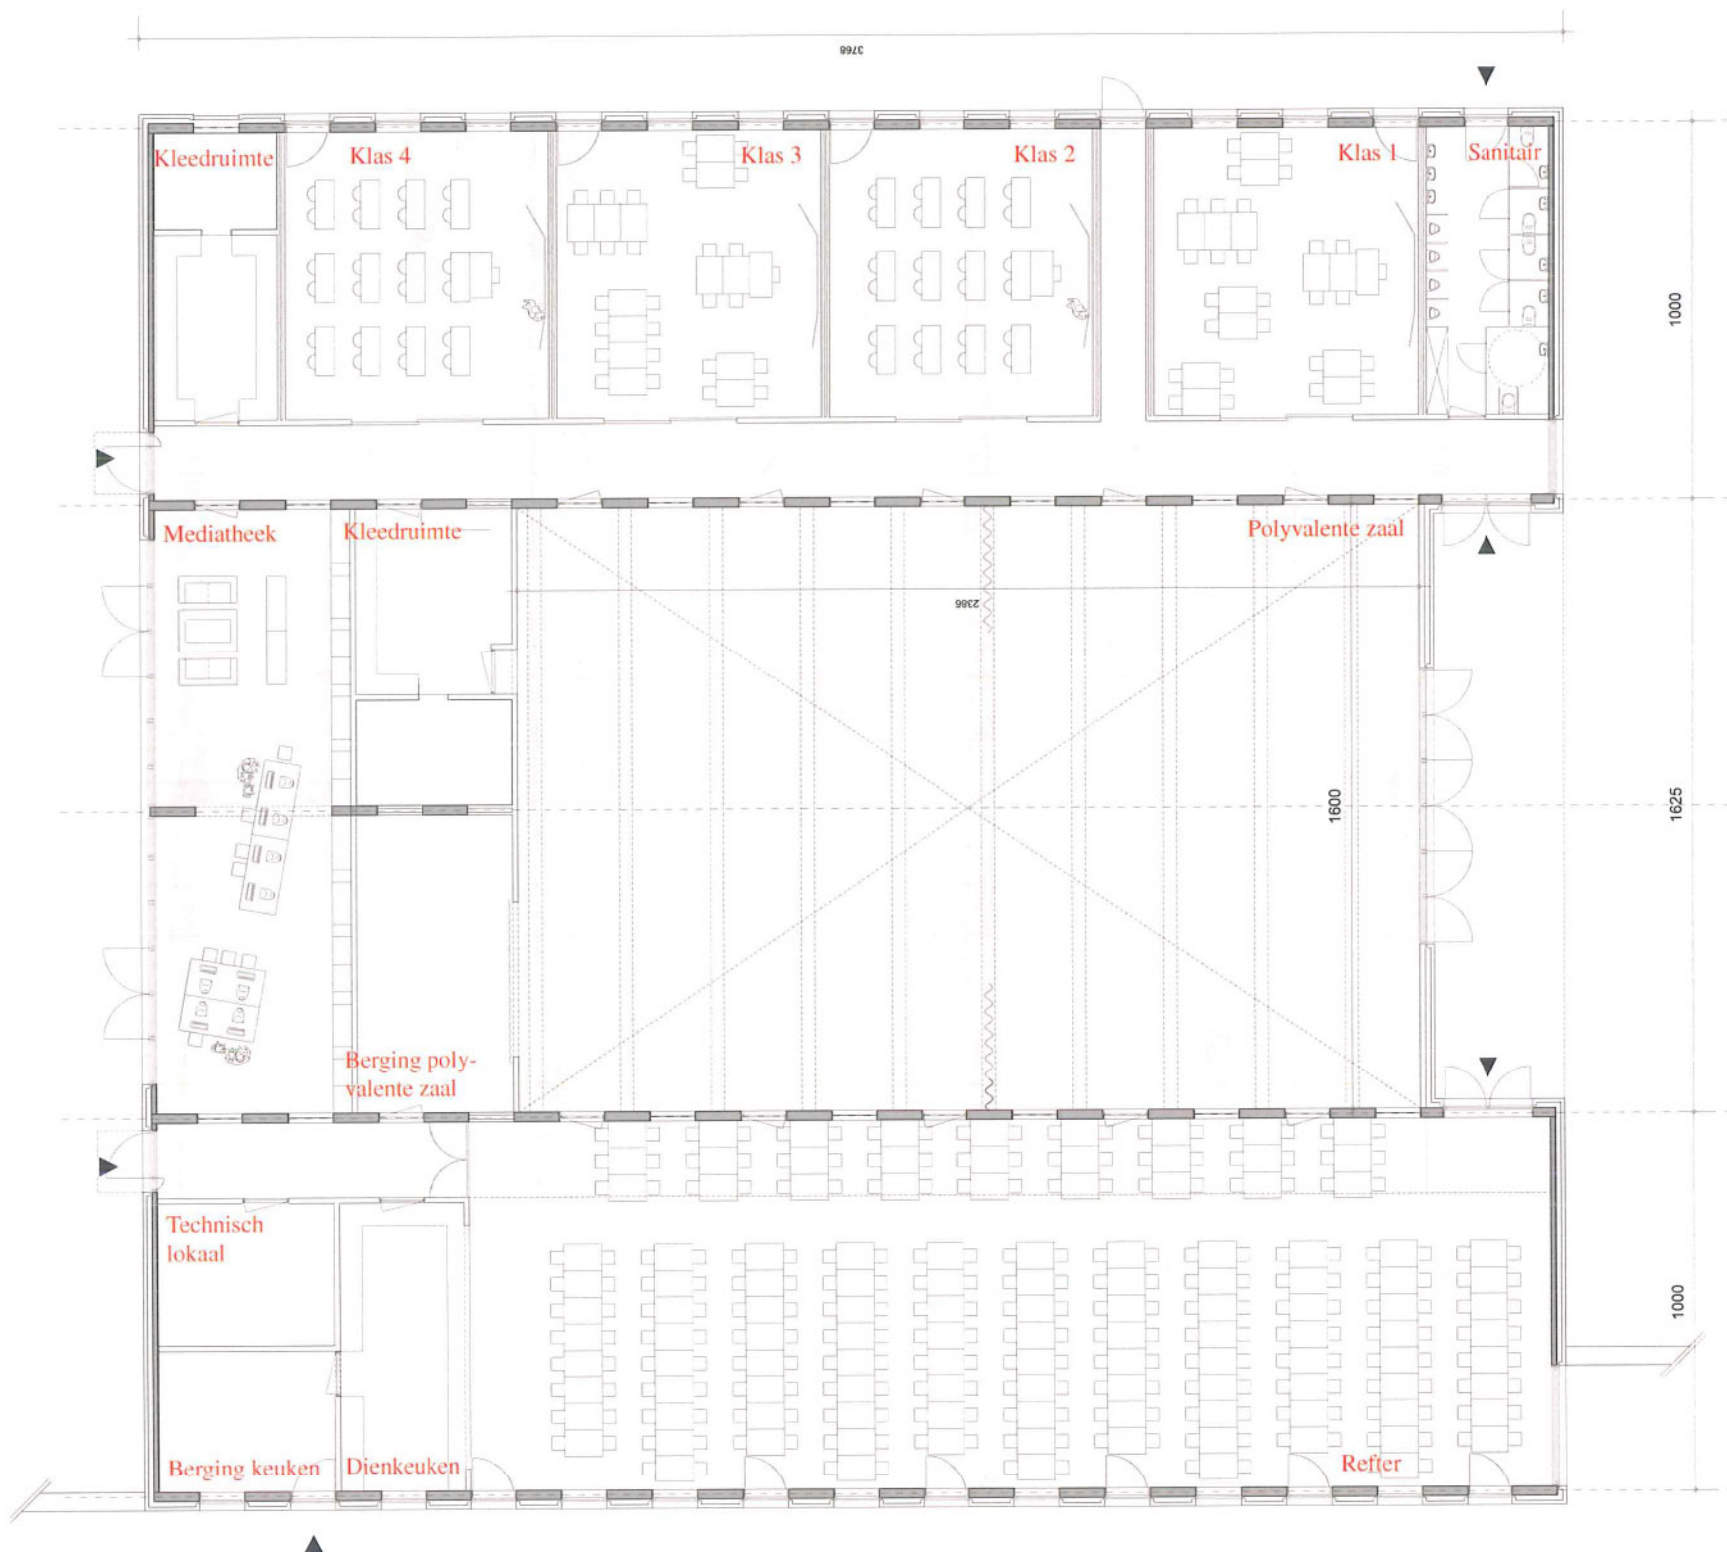 3768
Kleedruimte
Klas 4
Klas 3
Klas 2
Klas 1
Sanitair
1000
Mediatheek
Kleedruimte
Polyvalente zaal
2386
1600
1625
Berging poly-
valente zaal
Technisch
lokaal
1000
Berging keuken
Dienkeuken
Refter